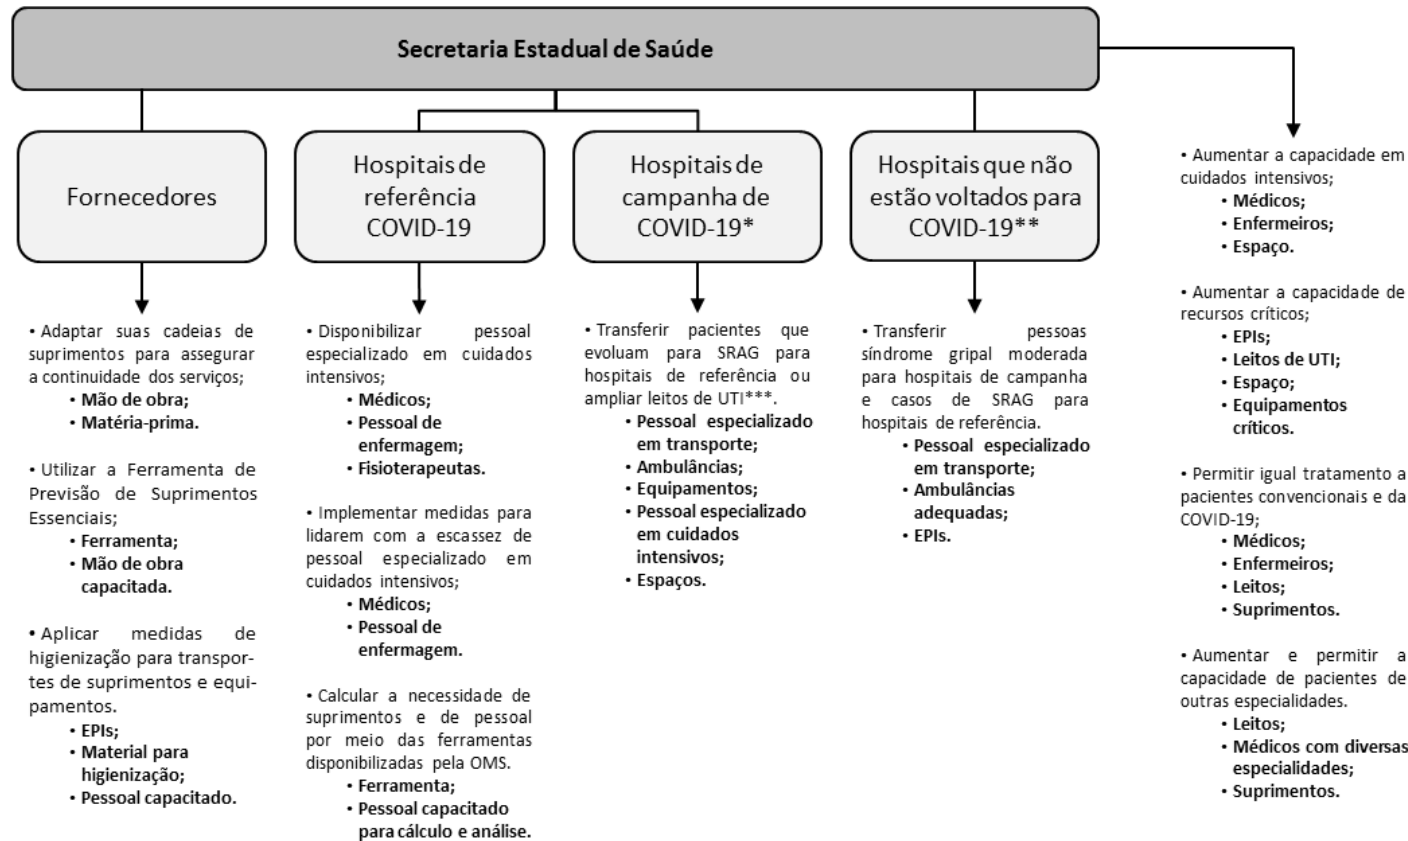 Secretaria Estadual de Saúde
Fornecedores
• Adaptar suas cadeias de
suprimentos para assegurar
a continuidade dos serviços;
• Mão de obra;
• Matéria-prima.
• Utilizar a Ferramenta de
Previsão de Suprimentos
Essenciais;
• Ferramenta;
• Mão de obra
capacitada.
• Aplicar medidas de
higienização para transpor-
tes de suprimentos e equi-
pamentos.
• EPIs;
• Material para
higienização;
• Pessoal capacitado.
Hospitais de
referência
COVID-19
• Disponibilizar pessoal
especializado em cuidados
intensivos;
• Médicos;
• Pessoal de
enfermagem;
• Fisioterapeutas.
• Implementar medidas para
lidarem com a escassez de
pessoal especializado em
cuidados intensivos;
• Médicos;
• Pessoal de
enfermagem.
• Calcular a necessidade de
suprimentos e de pessoal
por meio das ferramentas
disponibilizadas pela OMS.
• Ferramenta;
• Pessoal capacitado
para cálculo e análise.
Hospitais de
campanha de
COVID-19*
• Transferir pacientes que
evoluam para SRAG para
hospitais de referência ou
ampliar leitos de UTI***.
• Pessoal especializado
em transporte;
• Ambulâncias;
• Equipamentos;
• Pessoal especializado
em cuidados
intensivos;
• Espaços.
Hospitais que não
estão voltados para
COVID-19**
• Transferir pessoas
síndrome gripal moderada
para hospitais de campanha
e casos de SRAG para
hospitais de referência.
• Pessoal especializado
em transporte;
• Ambulâncias
adequadas;
• EPIs.
• Aumentar a capacidade em
cuidados intensivos;
• Médicos;
• Enfermeiros;
• Espaço.
• Aumentar a capacidade de
recursos críticos;
• EPIs;
• Leitos de UTI;
• Espaço;
• Equipamentos
críticos.
• Permitir igual tratamento a
pacientes convencionais e da
COVID-19;
• Médicos;
• Enfermeiros;
• Leitos;
• Suprimentos.
• Aumentar e permitir a
capacidade de pacientes de
outras especialidades.
• Leitos;
• Médicos com diversas
especialidades;
• Suprimentos.